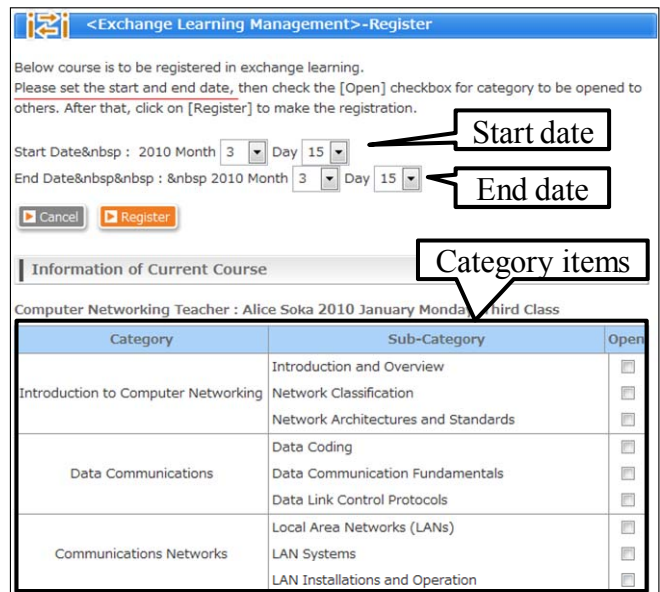 <Exchange Learning Management>-Register
Below course is to be registered in exchange learning.
Please set the start and end date, then check the [Open] checkbox for category to be opened to
others. After that, click on [Register] to make the registration.
Start date
Start Date&nbsp : 2010 Month 3 Day 15
End Date&nbsp&nbsp : &nbsp 2010 Month 3 Day 15
End date
Cancel Register
Category items
Information of Current Course
Computer Networking Teacher : Alice Soka 2010 January Monday Third Class
Category Sub-Category Open
Introduction to Computer Networking
Introduction and Overview
Network Classification
Network Architectures and Standards
Data Communications
Data Coding
Data Communication Fundamentals
Data Link Control Protocols
Communications Networks
Local Area Networks (LANs)
LAN Systems
LAN Installations and Operation